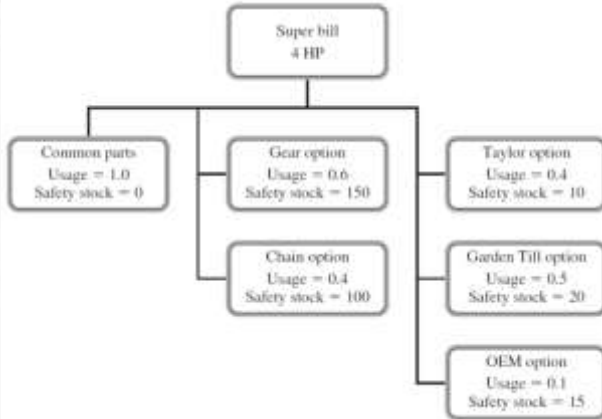 Super bill
4 HP
Common parts
Usage = 1.0
Safety stock = 0
Gear option
Usage = 0.6
Safety stock = 150
Taylor option
Usage = 0.4
Safety stock = 10
Chain option
Usage = 0.4
Safety stock = 100
Garden Till option
Usage = 0.5
Safety stock = 20
OEM option
Usage = 0.1
Safety stock = 15